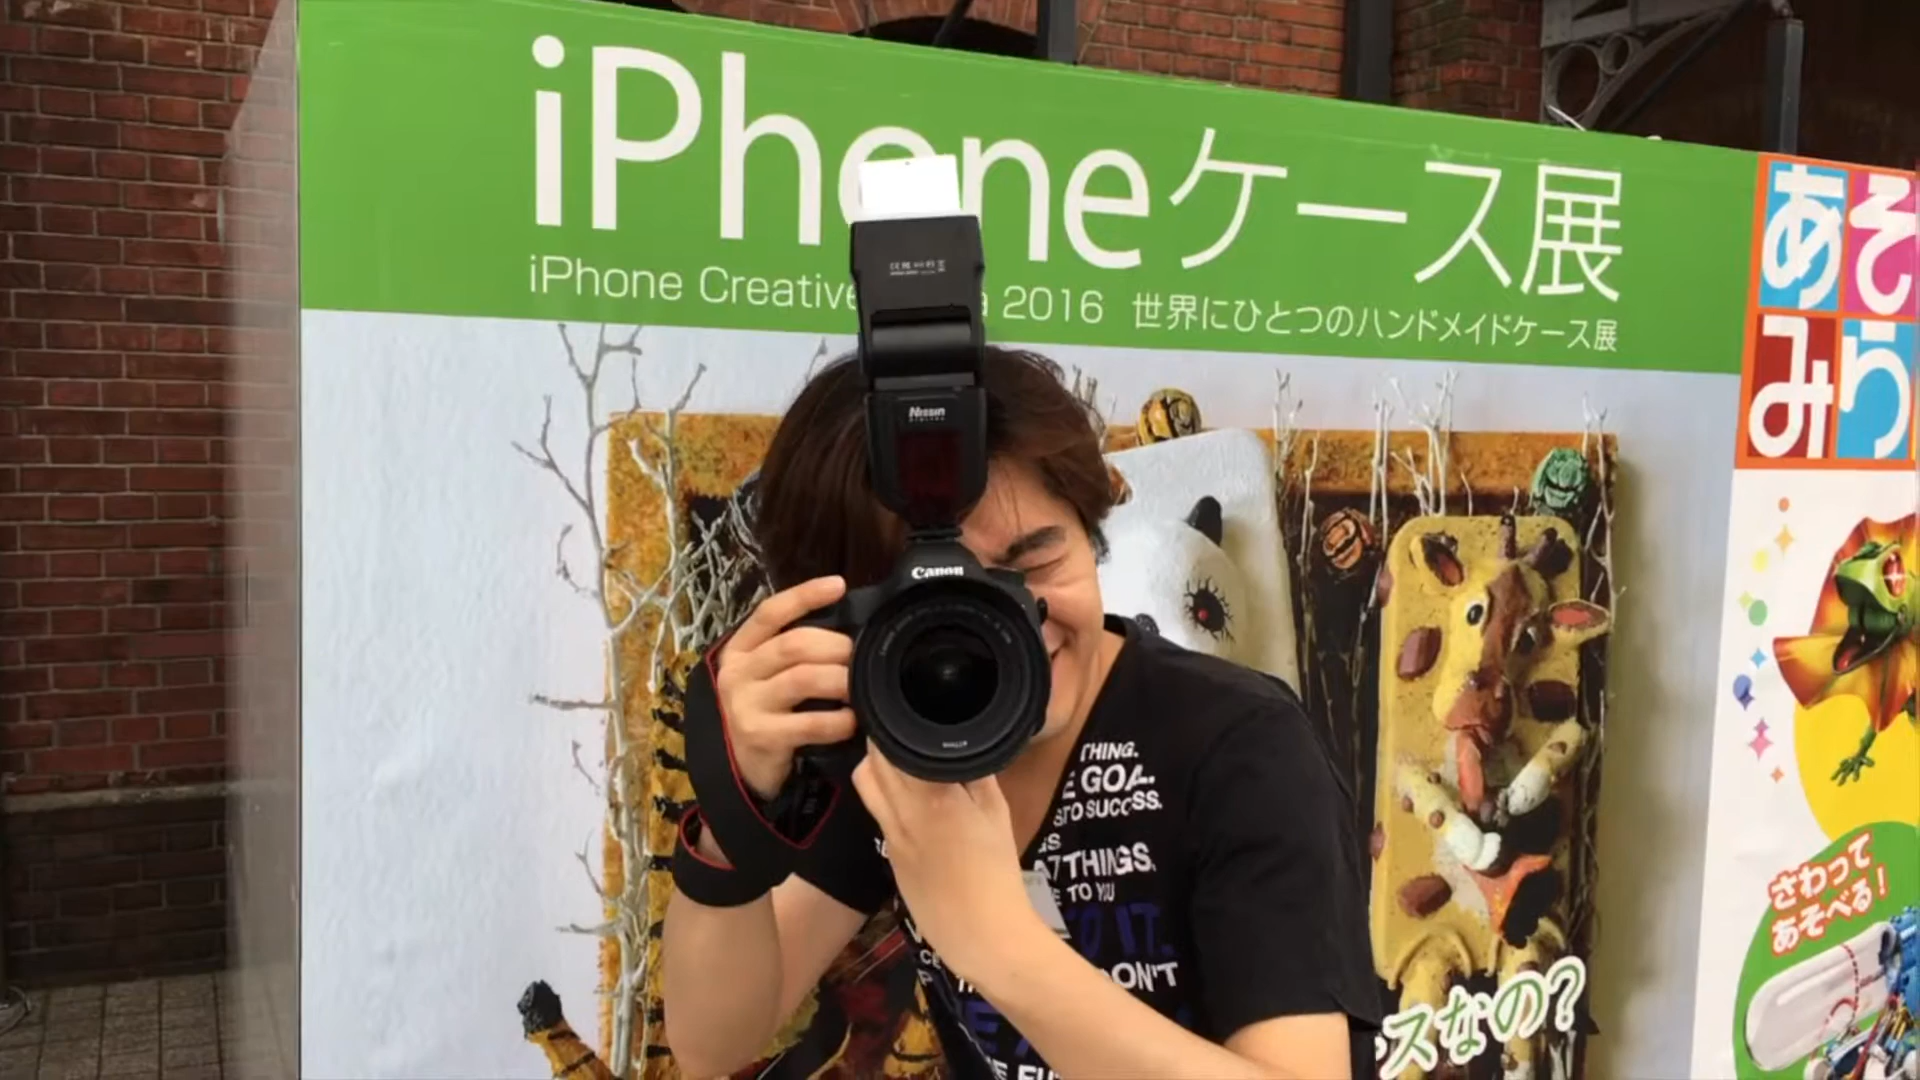 iPhoneケース展
iPhone Creative a 2016 世界にひとつのハンドメイドケース展
あそ
みり
Nissin
Canon
THING.
GOAL.
TO SUCCESS.
THINGS,
TO YOU
IT.
DON'T
さわって
あそべる!
スなの?